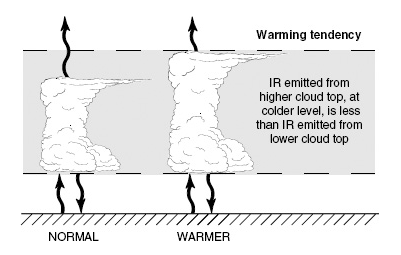 Warming tendency
IR emitted from
higher cloud top, at
colder level, is less
than IR emitted from
lower cloud top
NORMAL
WARMER